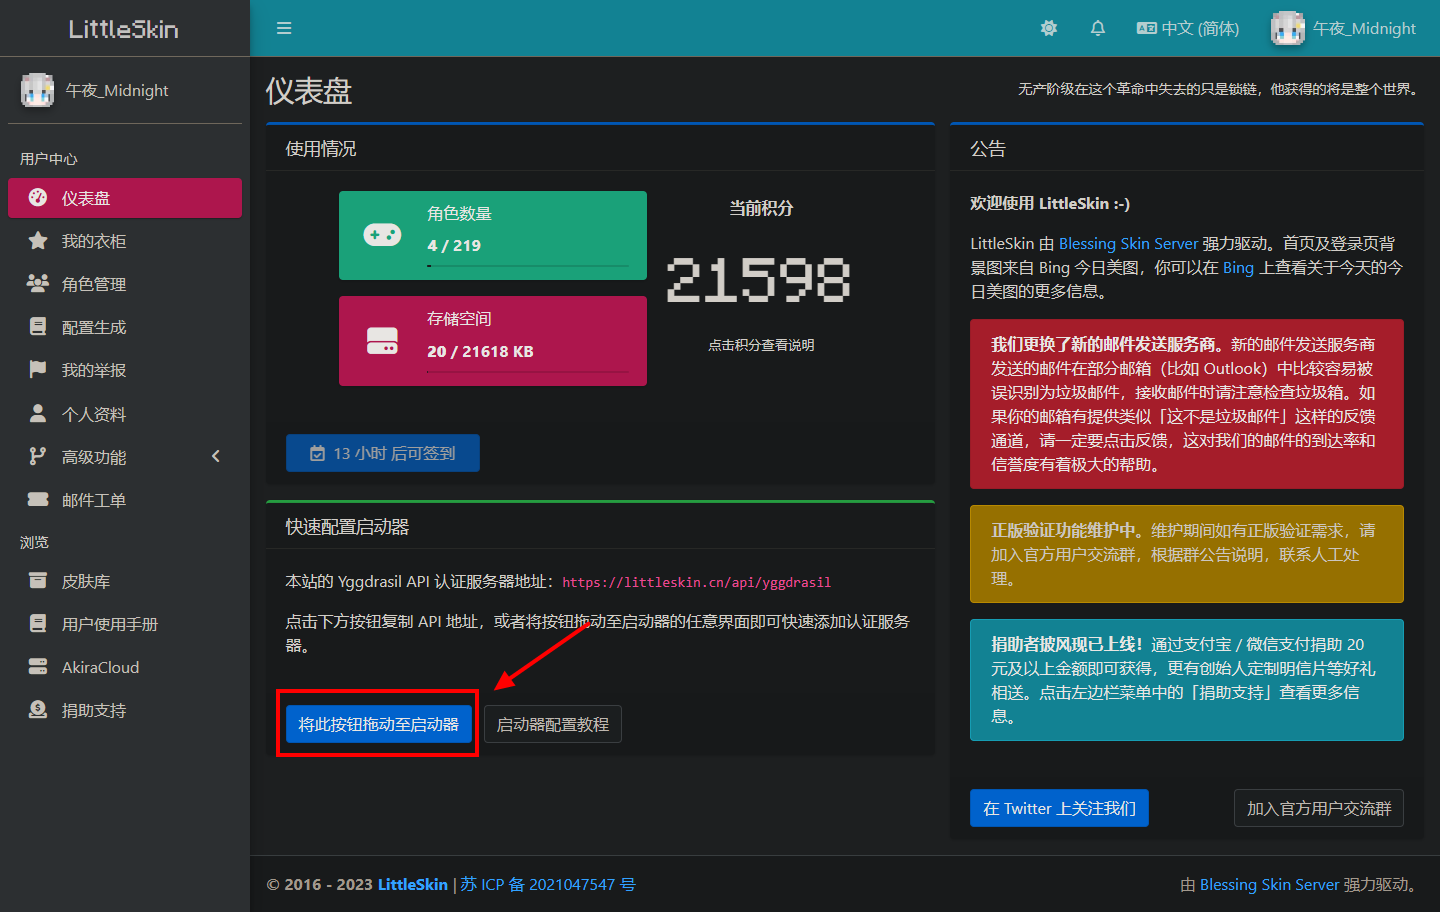 LittleSkin
中文 (简体)
午夜_Midnight
午夜_Midnight
用户中心
仪表盘
我的衣柜
角色管理
配置生成
我的举报
个人资料
高级功能
邮件工单
浏览
皮肤库
用户使用手册
AkiraCloud
捐助支持
仪表盘
无产阶级在这个革命中失去的只是锁链，他获得的将是整个世界。
使用情况
角色数量
4 / 219
存储空间
20 / 21618 KB
当前积分
21598
点击积分查看说明
13 小时 后可签到
快速配置启动器
本站的 Yggdrasil API 认证服务器地址：https://littleskin.cn/api/yggdrasil
点击下方按钮复制 API 地址，或者将按钮拖动至启动器的任意界面即可快速添加认证服务
器。
将此按钮拖动至启动器
启动器配置教程
公告
欢迎使用 LittleSkin :-)
LittleSkin 由 Blessing Skin Server 强力驱动。首页及登录页背
景图来自 Bing 今日美图，你可以在 Bing 上查看关于今天的今
日美图的更多信息。
我们更换了新的邮件发送服务商。新的邮件发送服务商
发送的邮件在部分邮箱（比如 Outlook）中比较容易被
误识别为垃圾邮件，接收邮件时请注意检查垃圾箱。如
果你的邮箱有提供类似「这不是垃圾邮件」这样的反馈
通道，请一定要点击反馈，这对我们的邮件的到达率和
信誉度有着极大的帮助。
正版验证功能维护中。维护期间如有正版验证需求，请
加入官方用户交流群，根据群公告说明，联系人工处
理。
捐助者披风现已上线！通过支付宝 / 微信支付捐助 20
元及以上金额即可获得，更有创始人定制明信片等好礼
相送。点击左边栏菜单中的「捐助支持」查看更多信
息。
在 Twitter 上关注我们
加入官方用户交流群
© 2016 - 2023 LittleSkin | 苏 ICP 备 2021047547 号
由 Blessing Skin Server 强力驱动。